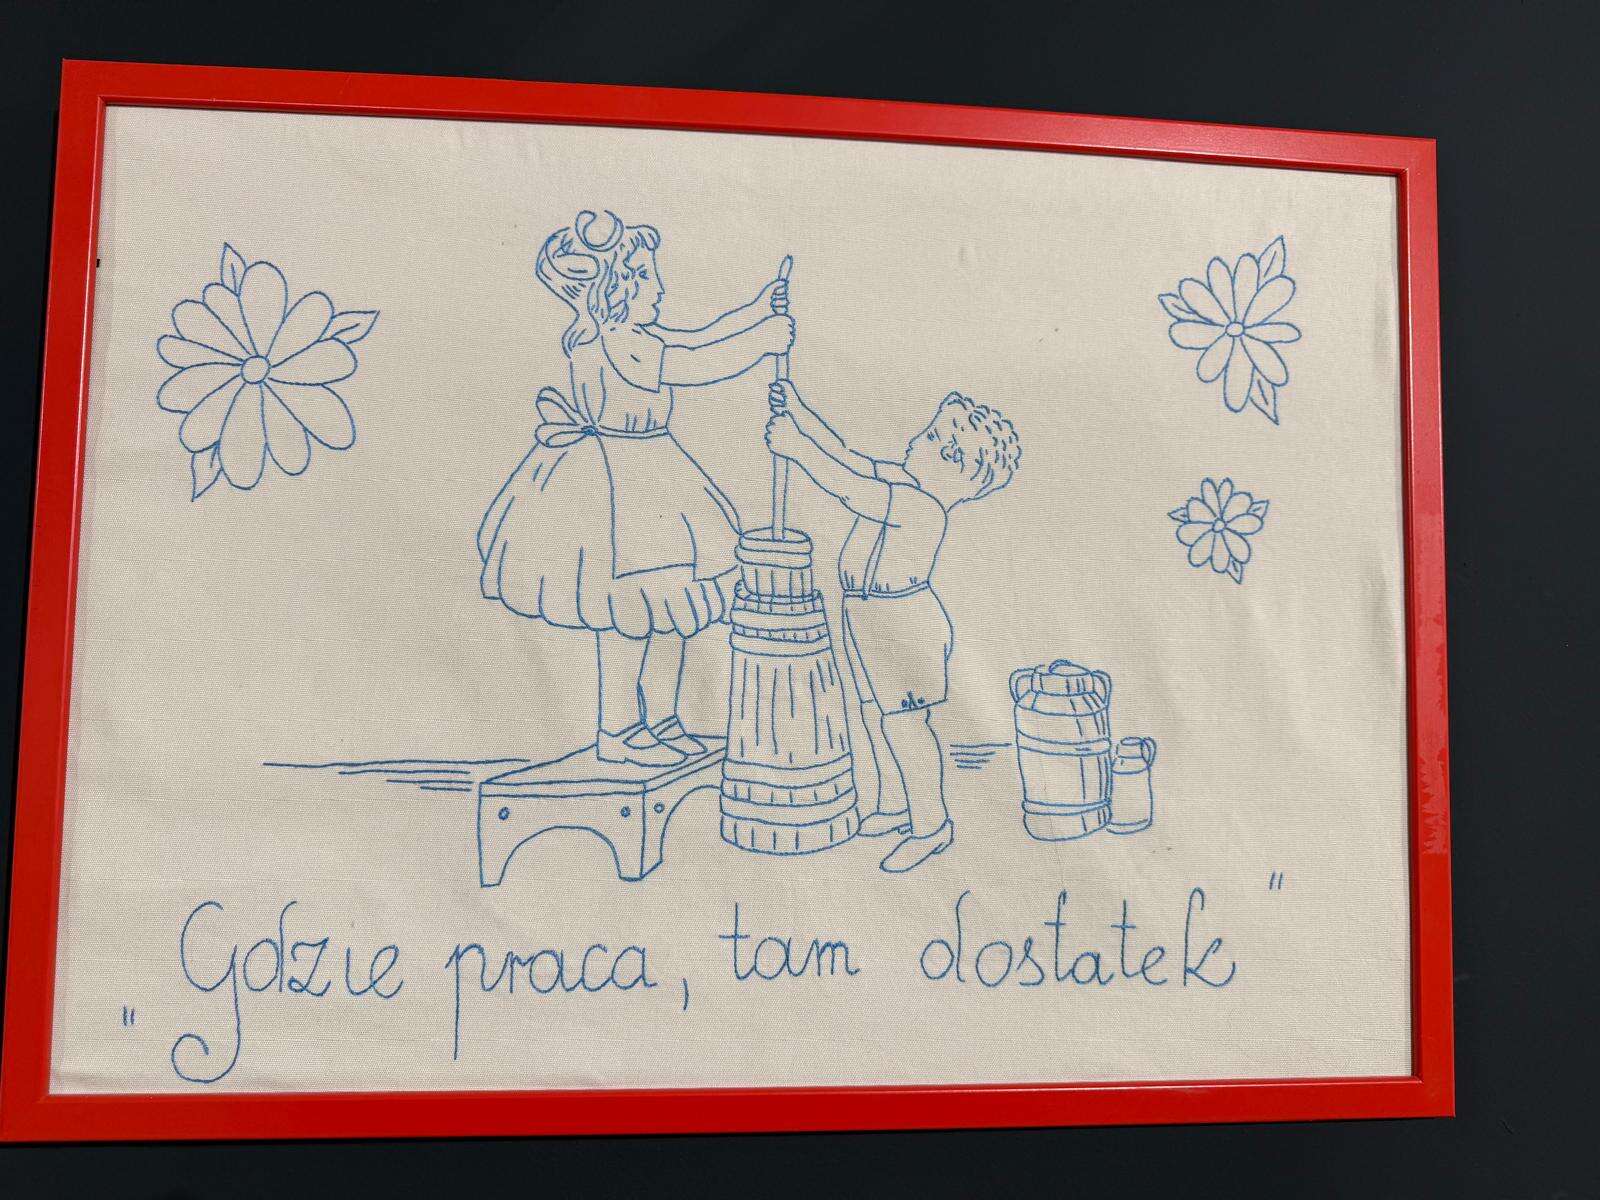 "Gdzie praca, tam dostatek"